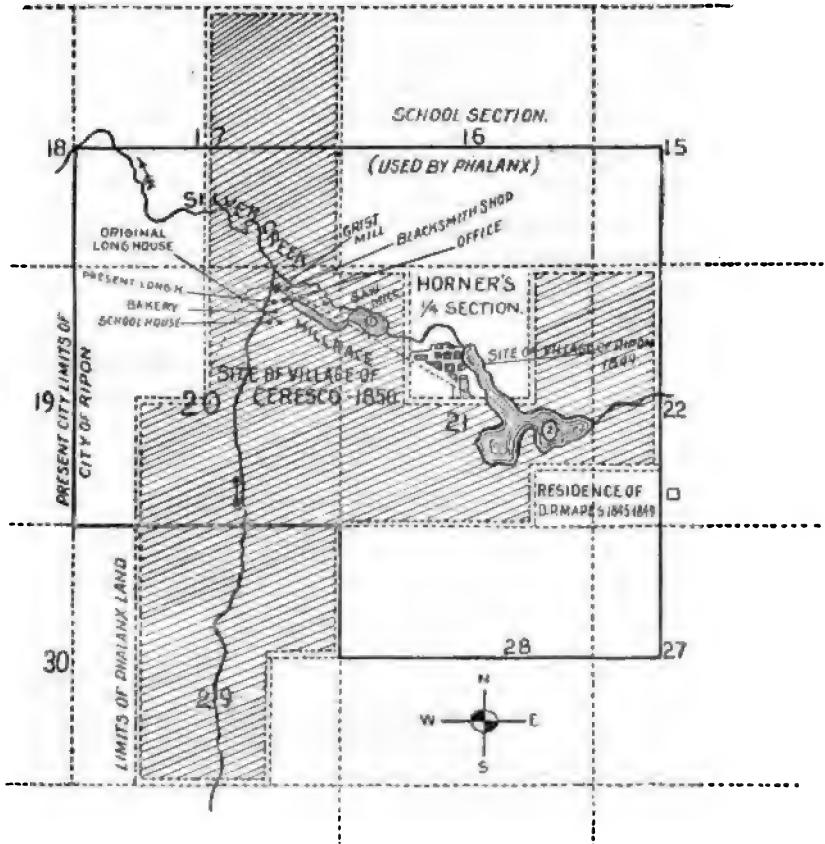 SCHOOL SECTION.
18
17
16
15
(USED BY PHALANX)
SILVER CREEK
GRIST
MILL
BLACKSMITH SHOP
OFFICE
ORIGINAL
LONG HOUSE
PRESENT LONG H.
BAKERY
SCHOOL HOUSE
SAW
MILL
HORNER'S
1/4 SECTION.
MILLRACE
SITE OF VILLAGE OF RIPON
1849
SITE OF VILLAGE OF
CERESCO 1850
19
20
21
22
2
PRESENT CITY LIMITS OF
CITY OF RIPON
RESIDENCE OF
D.P.MAPES 1845-1849
LIMITS OF PHALANX LAND
30
29
28
27
N
W
E
S